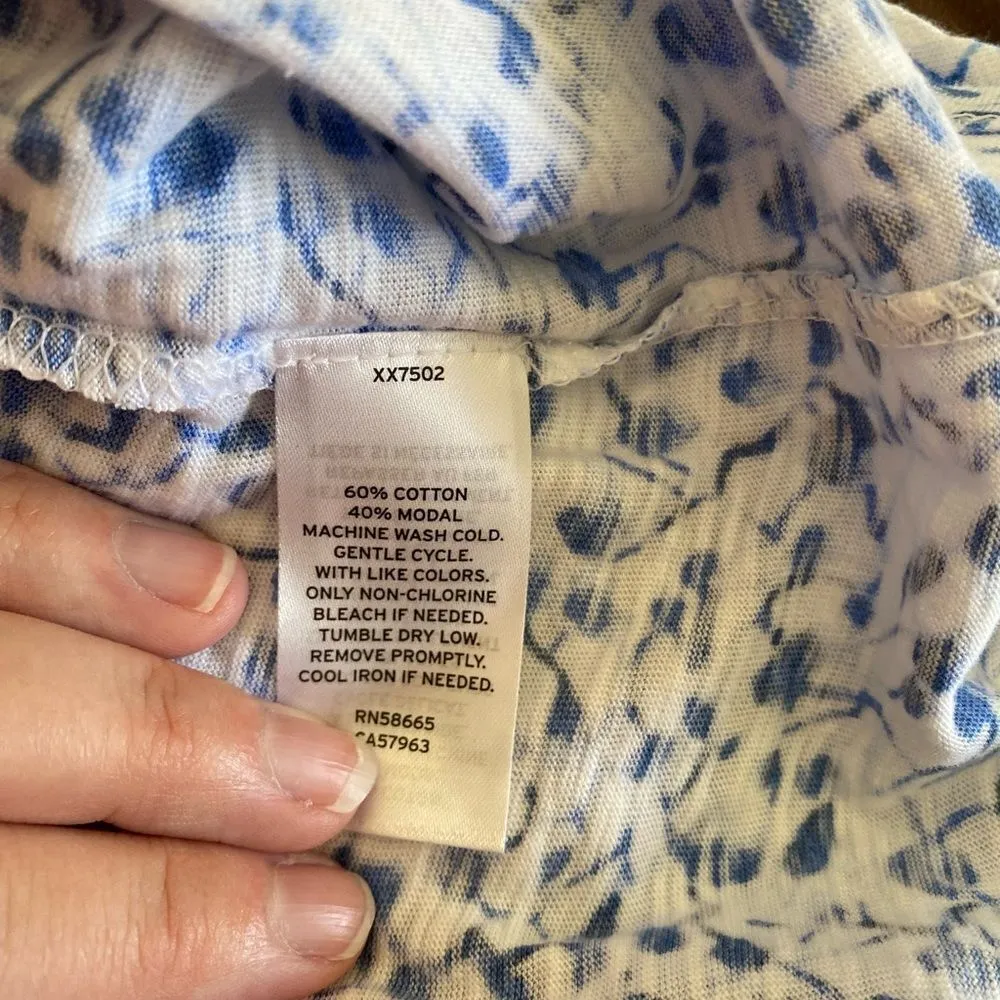 XX7502
60% COTTON
40% MODAL
MACHINE WASH COLD.
GENTLE CYCLE.
WITH LIKE COLORS.
ONLY NON-CHLORINE
BLEACH IF NEEDED.
TUMBLE DRY LOW.
REMOVE PROMPTLY.
COOL IRON IF NEEDED.
RN58665
CA57963